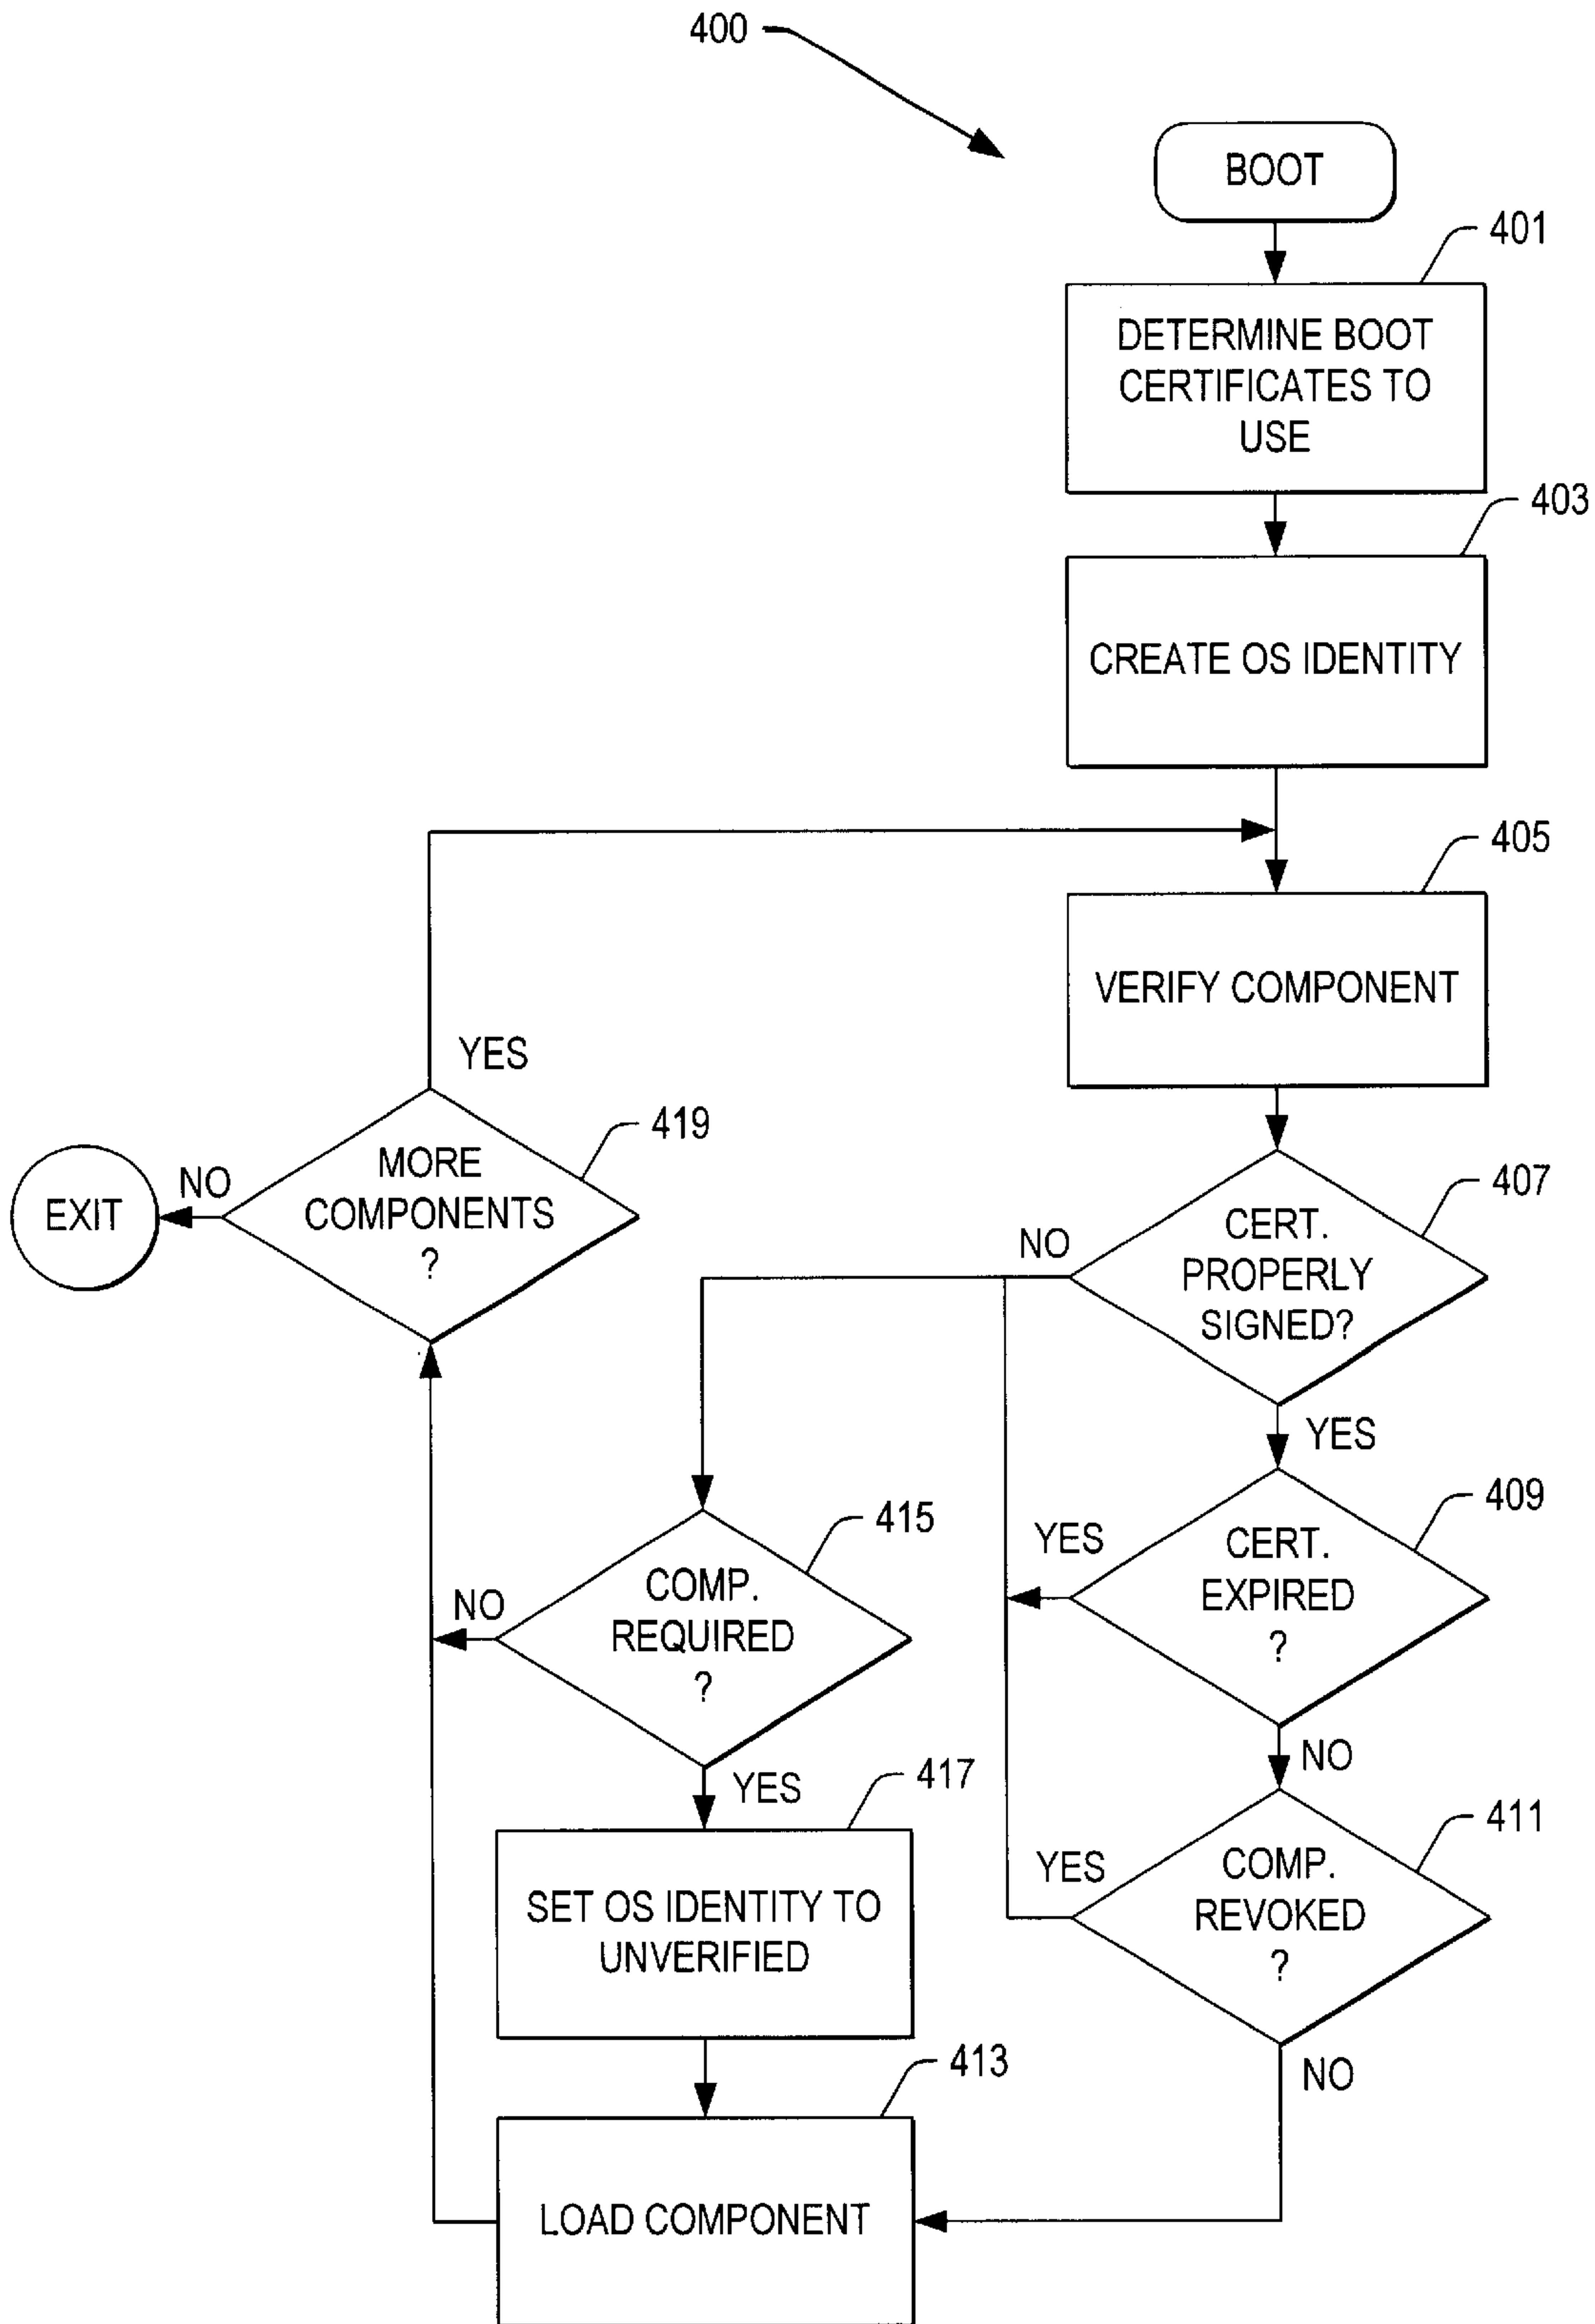 400
BOOT
401
DETERMINE BOOT
CERTIFICATES TO
USE
403
CREATE OS IDENTITY
405
VERIFY COMPONENT
YES
419
MORE
COMPONENTS
?
NO
EXIT
407
CERT.
PROPERLY
SIGNED?
NO
YES
409
CERT.
EXPIRED
?
YES
NO
415
COMP.
REQUIRED
?
NO
YES
411
COMP.
REVOKED
?
YES
NO
417
SET OS IDENTITY TO
UNVERIFIED
413
LOAD COMPONENT